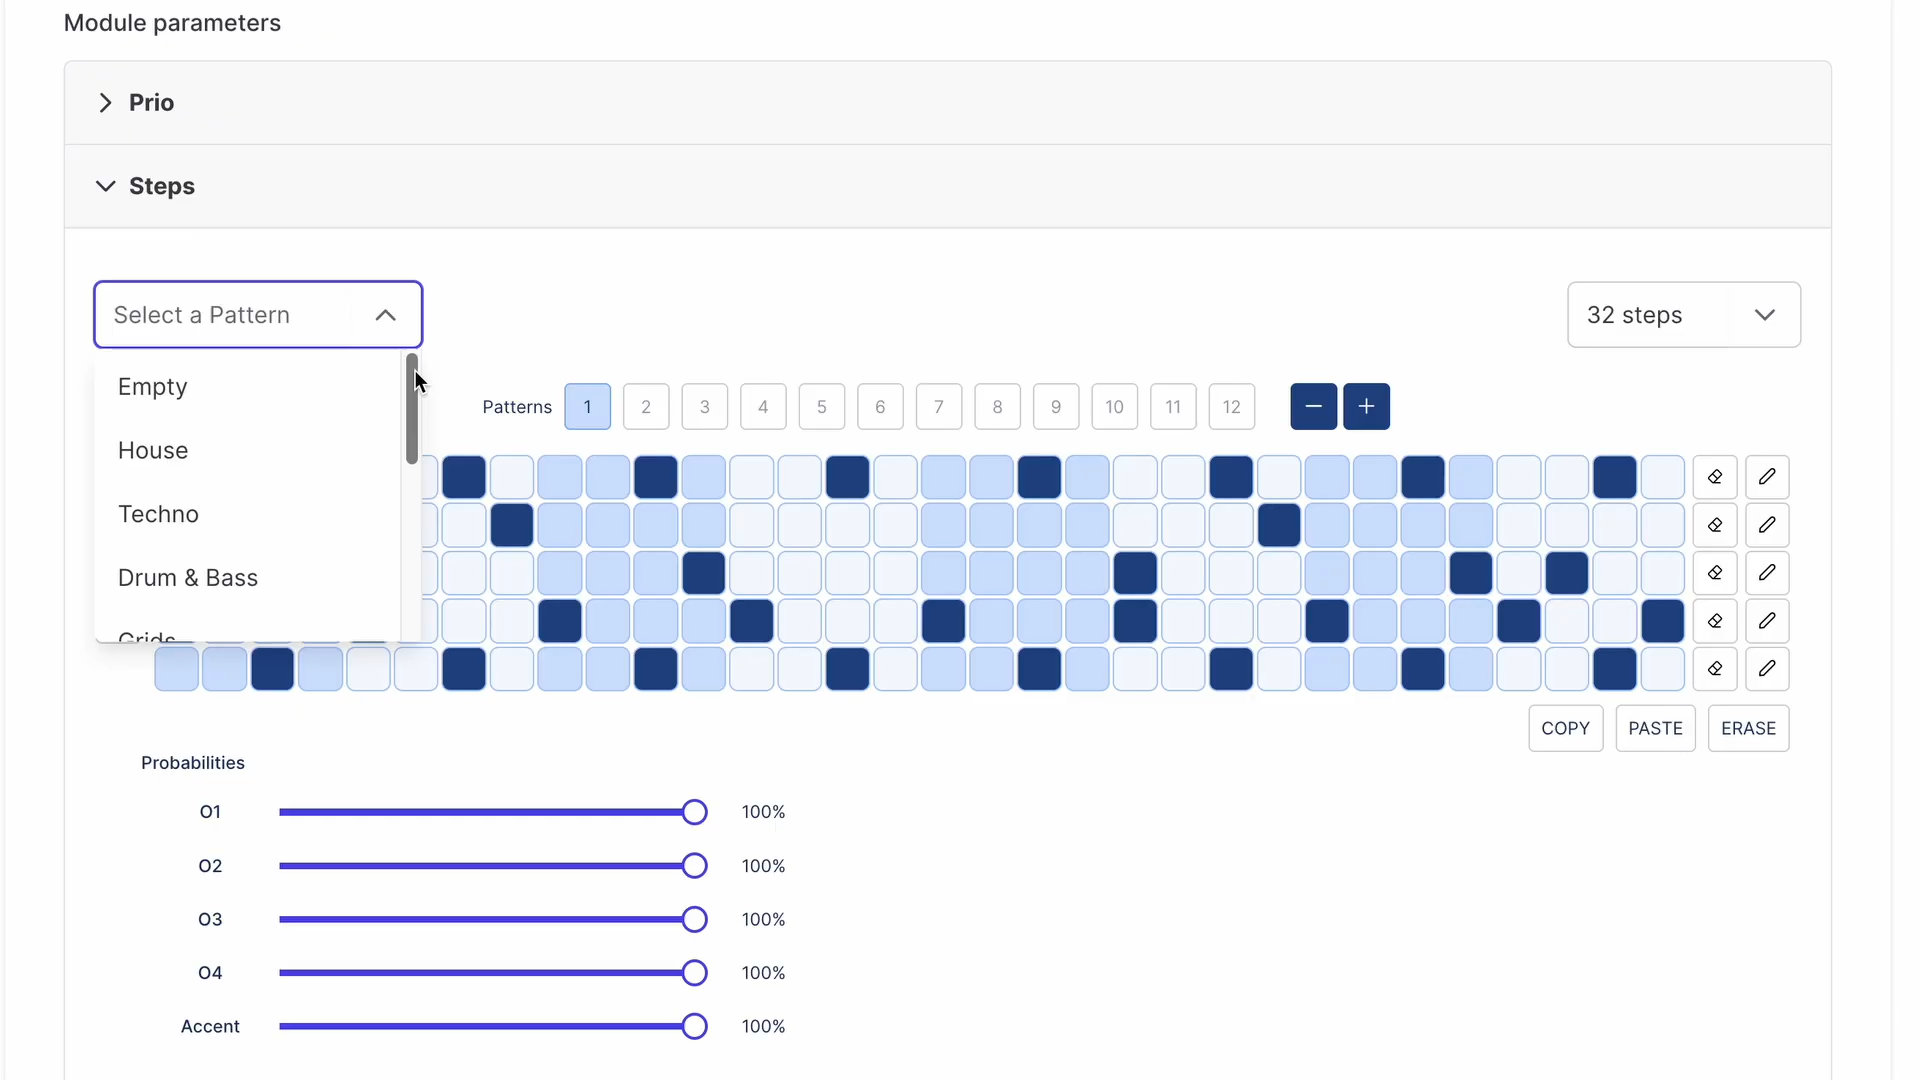 Module parameters
Prio
Steps
Select a Pattern
32 steps
Empty
House
Techno
Drum & Bass
Grids
Patterns 1 2 3 4 5 6 7 8 9 10 11 12
COPY PASTE ERASE
Probabilities
O1 100%
O2 100%
O3 100%
O4 100%
Accent 100%